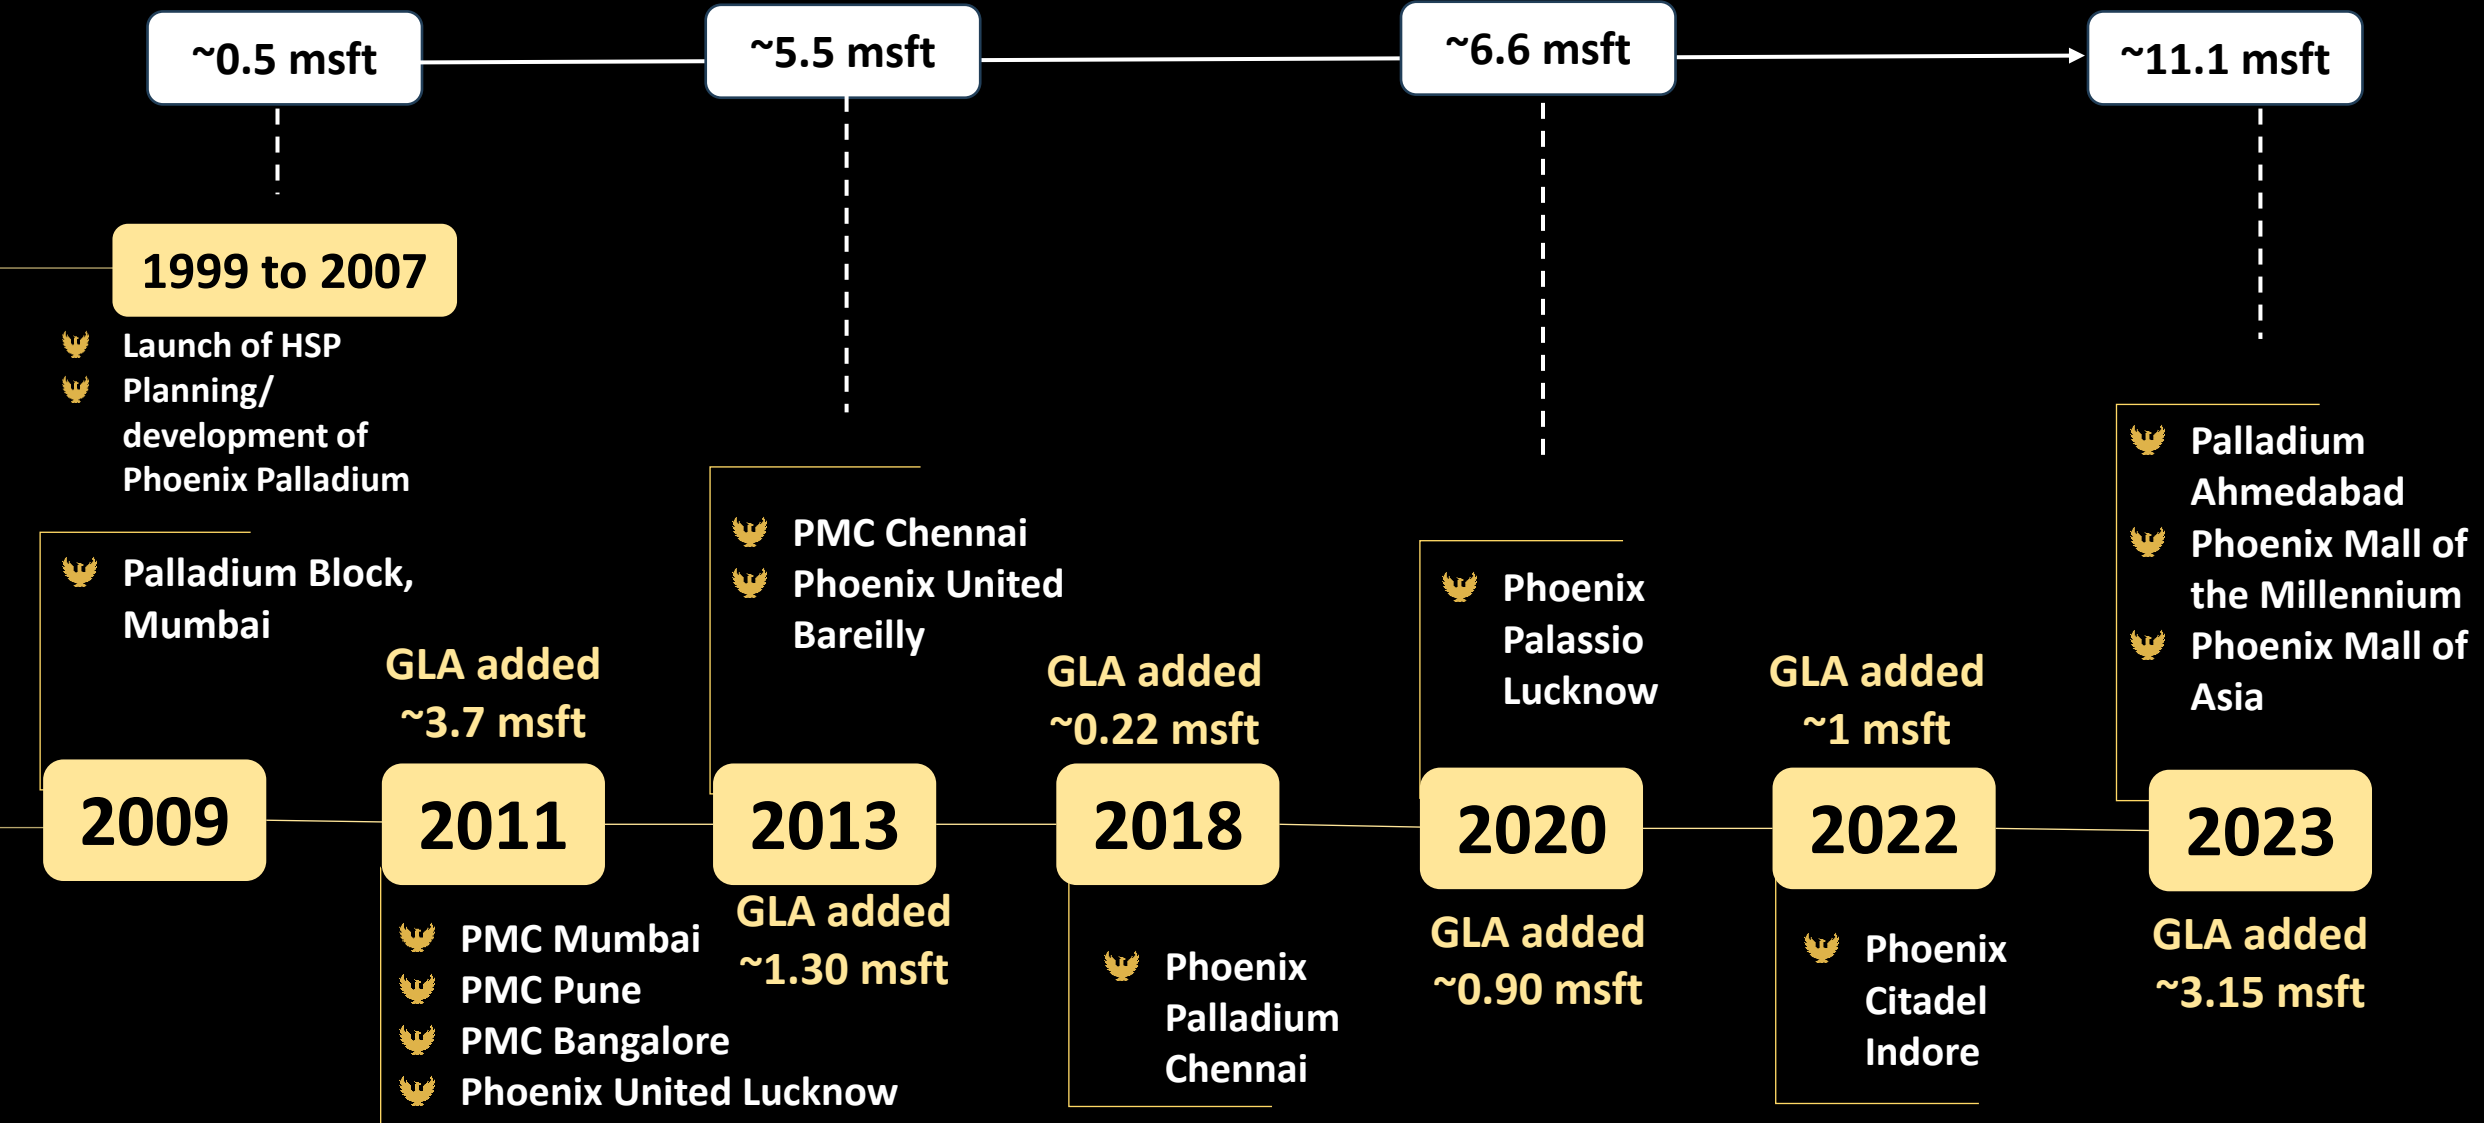 ~0.5 msft
~5.5 msft
~6.6 msft
~11.1 msft
1999 to 2007
Launch of HSP
Planning/
development of
Phoenix Palladium
Palladium Block,
Mumbai
2009
GLA added
~3.7 msft
2011
PMC Mumbai
PMC Pune
PMC Bangalore
Phoenix United Lucknow
PMC Chennai
Phoenix United
Bareilly
2013
GLA added
~1.30 msft
GLA added
~0.22 msft
2018
Phoenix
Palladium
Chennai
Phoenix
Palassio
Lucknow
2020
GLA added
~0.90 msft
GLA added
~1 msft
2022
Phoenix
Citadel
Indore
Palladium
Ahmedabad
Phoenix Mall of
the Millennium
Phoenix Mall of
Asia
2023
GLA added
~3.15 msft